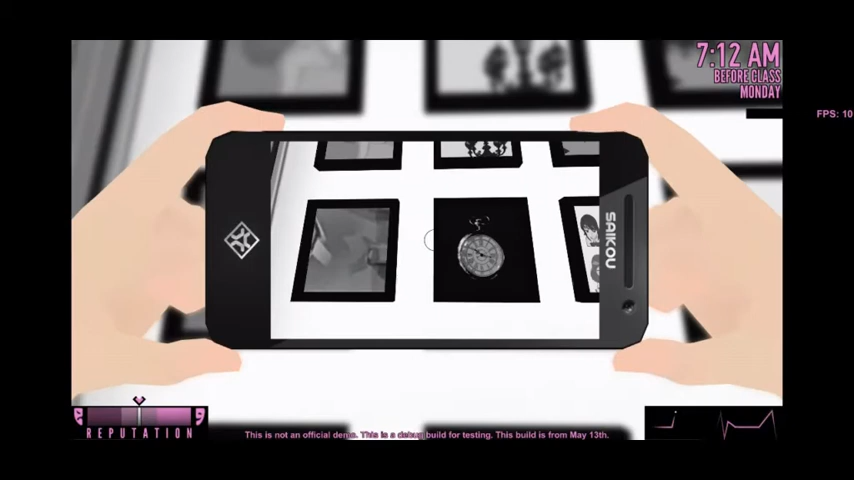 7:12 AM
BEFORE CLASS
MONDAY
FPS: 10
SAIKOU
REPUTATION
This is not an official demo. This is a debug build for testing. This build is from May 13th.